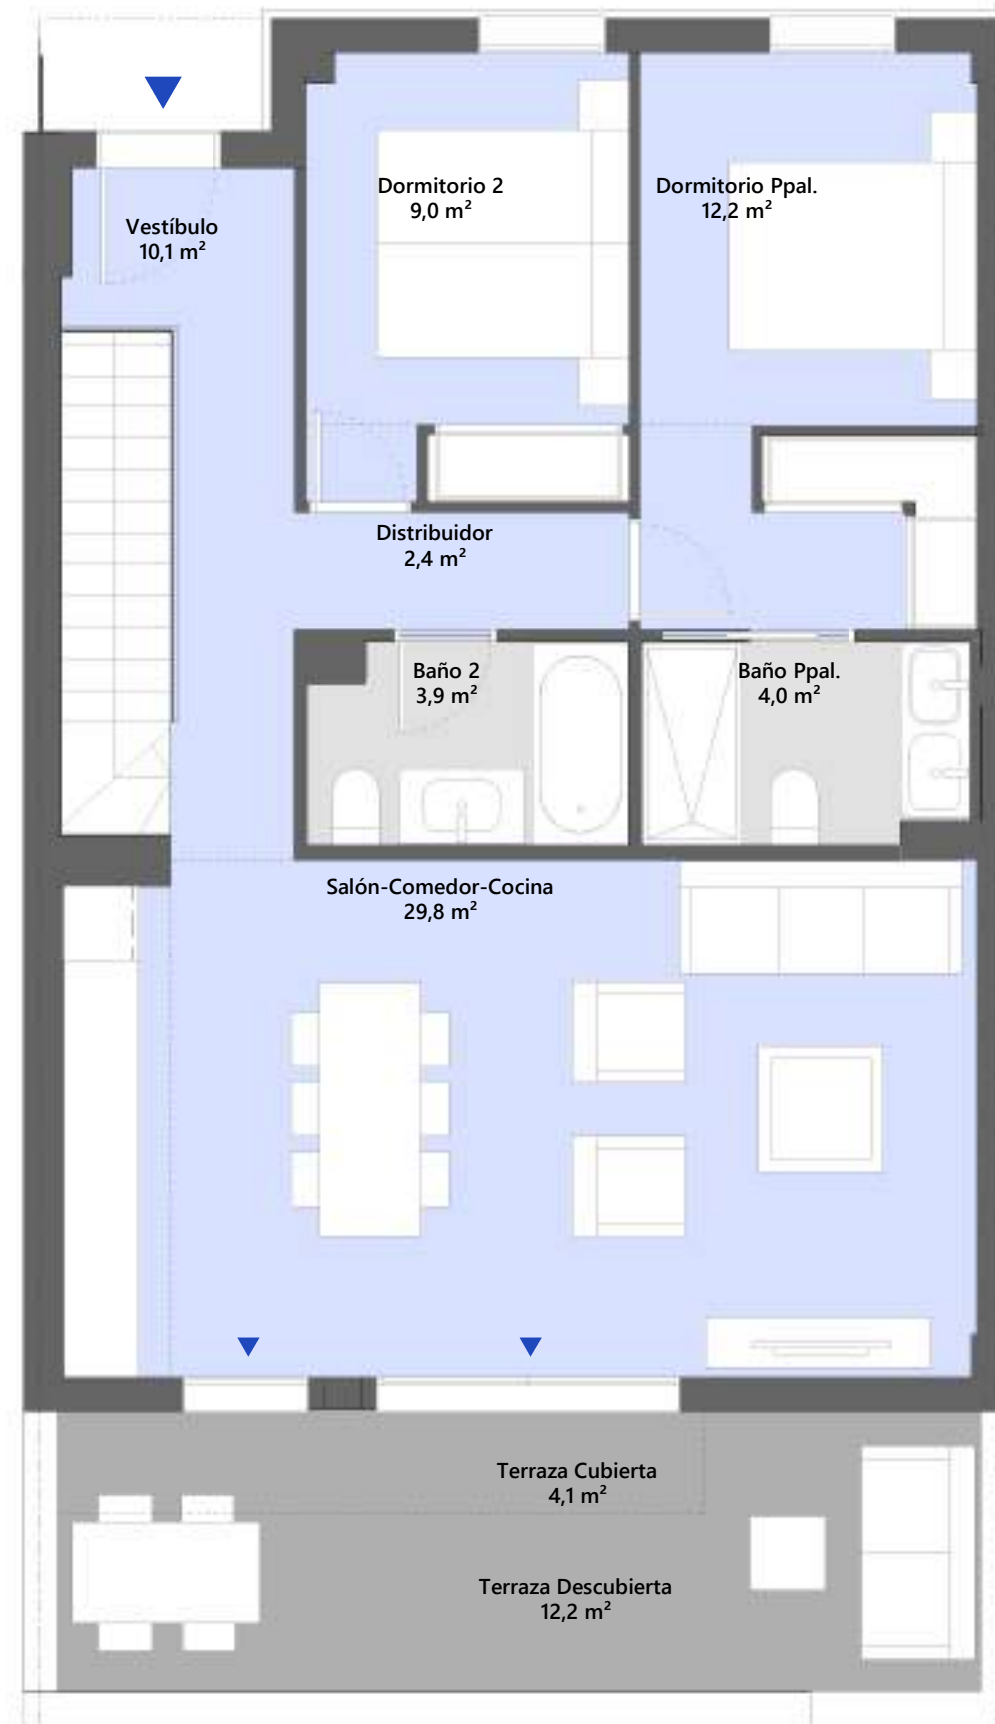 Dormitorio 2
9,0 m²
Dormitorio Ppal.
12,2 m²
Vestíbulo
10,1 m²
Distribuidor
2,4 m²
Baño 2
3,9 m²
Baño Ppal.
4,0 m²
Salón-Comedor-Cocina
29,8 m²
Terraza Cubierta
4,1 m²
Terraza Descubierta
12,2 m²